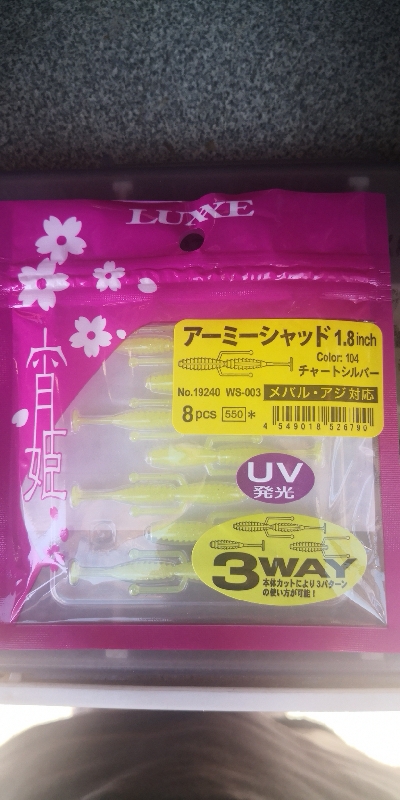 LUXXE
宵姫
アーミーシャッド 1.8inch
Color: 104
チャートシルバー
No.19240 WS-003 メバル・アジ対応
8pcs 550*
4 549018 526790
UV
発光
3WAY
本体カットにより3パターン
の使い方が可能!